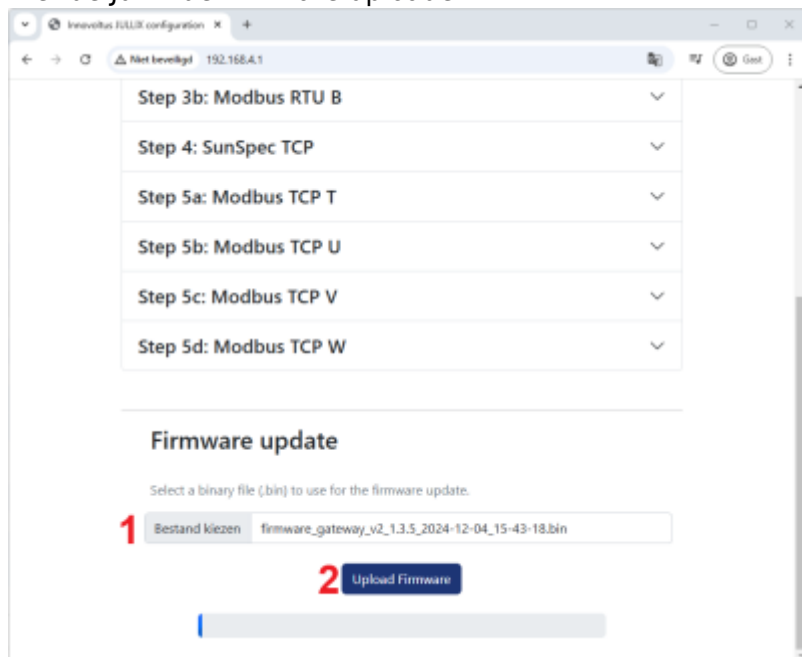 Innovoltus JULLIX configuration
Niet beveiligd 192.168.4.1
Gast
Step 3b: Modbus RTU B
Step 4: SunSpec TCP
Step 5a: Modbus TCP T
Step 5b: Modbus TCP U
Step 5c: Modbus TCP V
Step 5d: Modbus TCP W
Firmware update
Select a binary file (.bin) to use for the firmware update.
1 Bestand kiezen firmware_gateway_v2_1.3.5_2024-12-04_15-43-18.bin
2 Upload Firmware